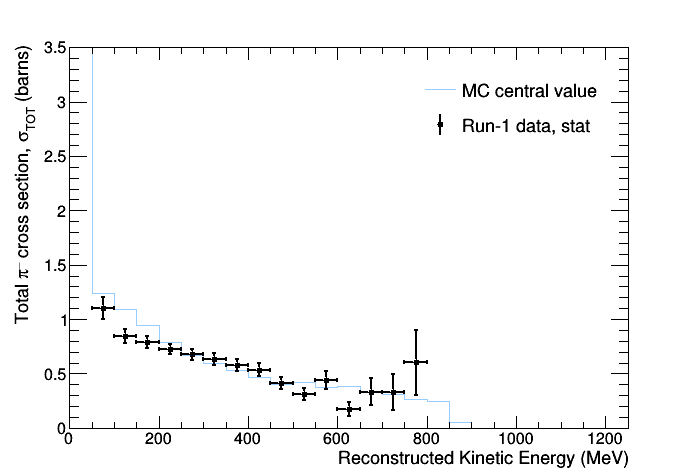 Total π⁻ cross section, σ_TOT (barns)
3.5
3
2.5
2
1.5
1
0.5
0
MC central value
Run-1 data, stat
0 200 400 600 800 1000 1200
Reconstructed Kinetic Energy (MeV)